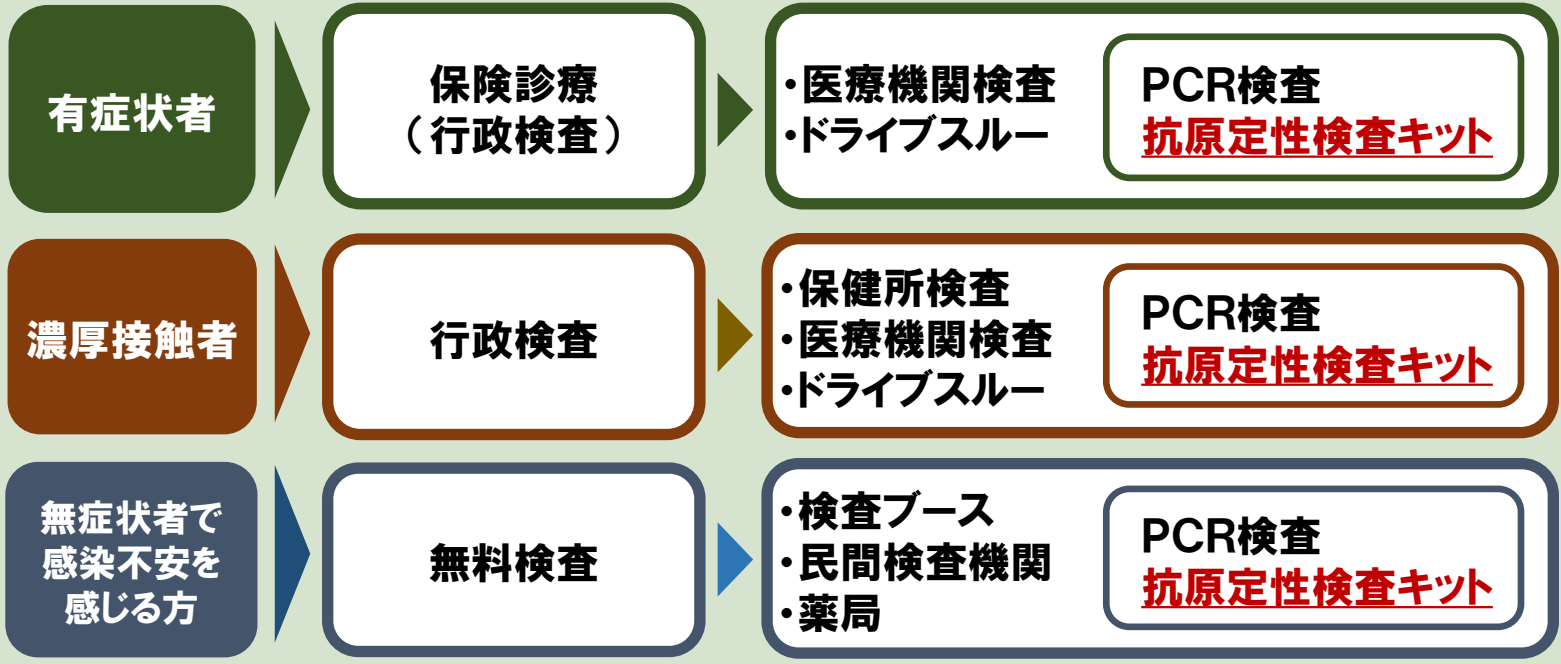 有症状者
保険診療
（行政検査）
・医療機関検査
・ドライブスルー
PCR検査
抗原定性検査キット
濃厚接触者
行政検査
・保健所検査
・医療機関検査
・ドライブスルー
PCR検査
抗原定性検査キット
無症状者で
感染不安を
感じる方
無料検査
・検査ブース
・民間検査機関
・薬局
PCR検査
抗原定性検査キット